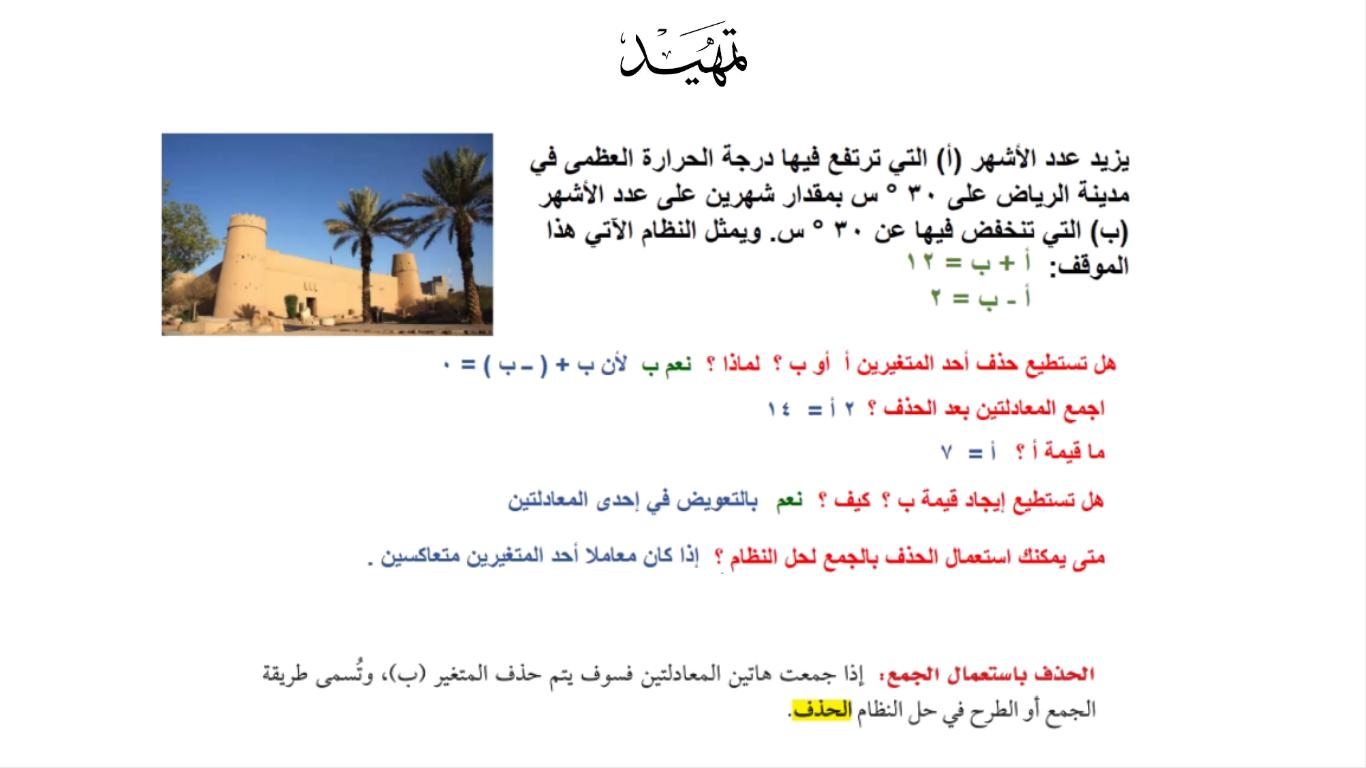 تمهيد
يزيد عدد الأشهر (أ) التي ترتفع فيها درجة الحرارة العظمى في
مدينة الرياض على ٣٠ ° س بمقدار شهرين على عدد الأشهر
(ب) التي تنخفض فيها عن ٣٠ ° س. ويمثل النظام الآتي هذا
الموقف: أ + ب = ١٢
أ - ب = ٢
هل تستطيع حذف أحد المتغيرين أ أو ب ؟ لماذا ؟ نعم ب لأن ب + ( – ب ) = ٠
اجمع المعادلتين بعد الحذف ؟ ٢ أ = ١٤
ما قيمة أ ؟ أ = ٧
هل تستطيع إيجاد قيمة ب ؟ كيف ؟ نعم بالتعويض في إحدى المعادلتين
متى يمكنك استعمال الحذف بالجمع لحل النظام ؟ إذا كان معاملا أحد المتغيرين متعاكسين .
الحذف باستعمال الجمع: إذا جمعت هاتين المعادلتين فسوف يتم حذف المتغير (ب)، وتُسمى طريقة
الجمع أو الطرح في حل النظام الحذف.